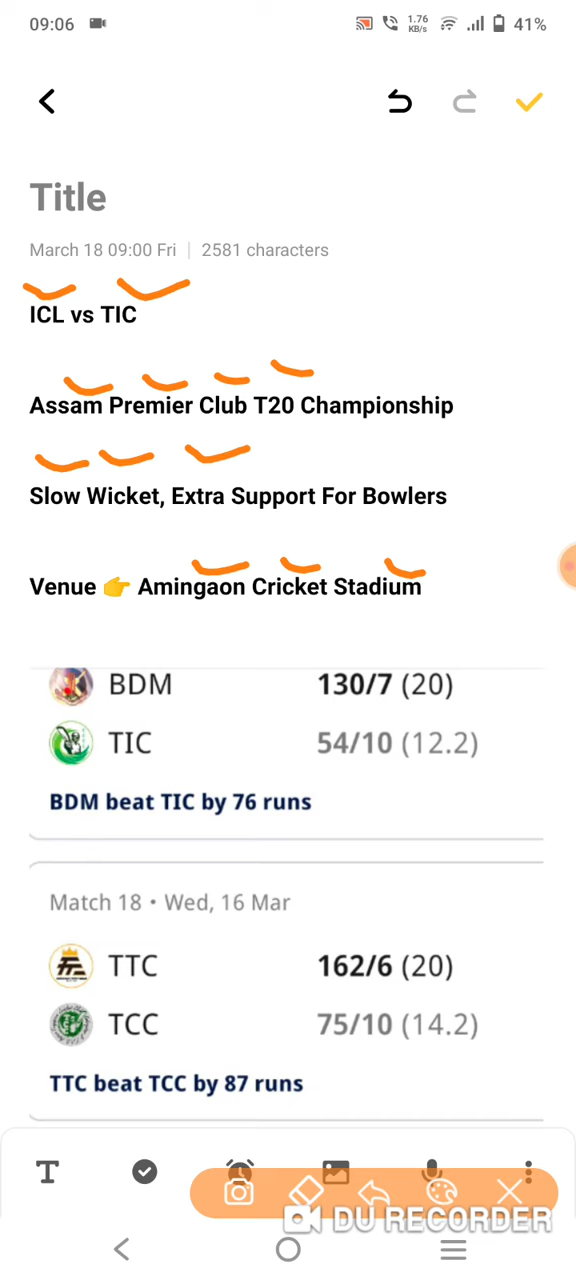 09:06 1.76 KB/s 41%
Title
March 18 09:00 Fri | 2581 characters
ICL vs TIC
Assam Premier Club T20 Championship
Slow Wicket, Extra Support For Bowlers
Venue 👉 Amingaon Cricket Stadium
BDM 130/7 (20)
TIC 54/10 (12.2)
BDM beat TIC by 76 runs
Match 18 • Wed, 16 Mar
TTC 162/6 (20)
TCC 75/10 (14.2)
TTC beat TCC by 87 runs
T
DU RECORDER